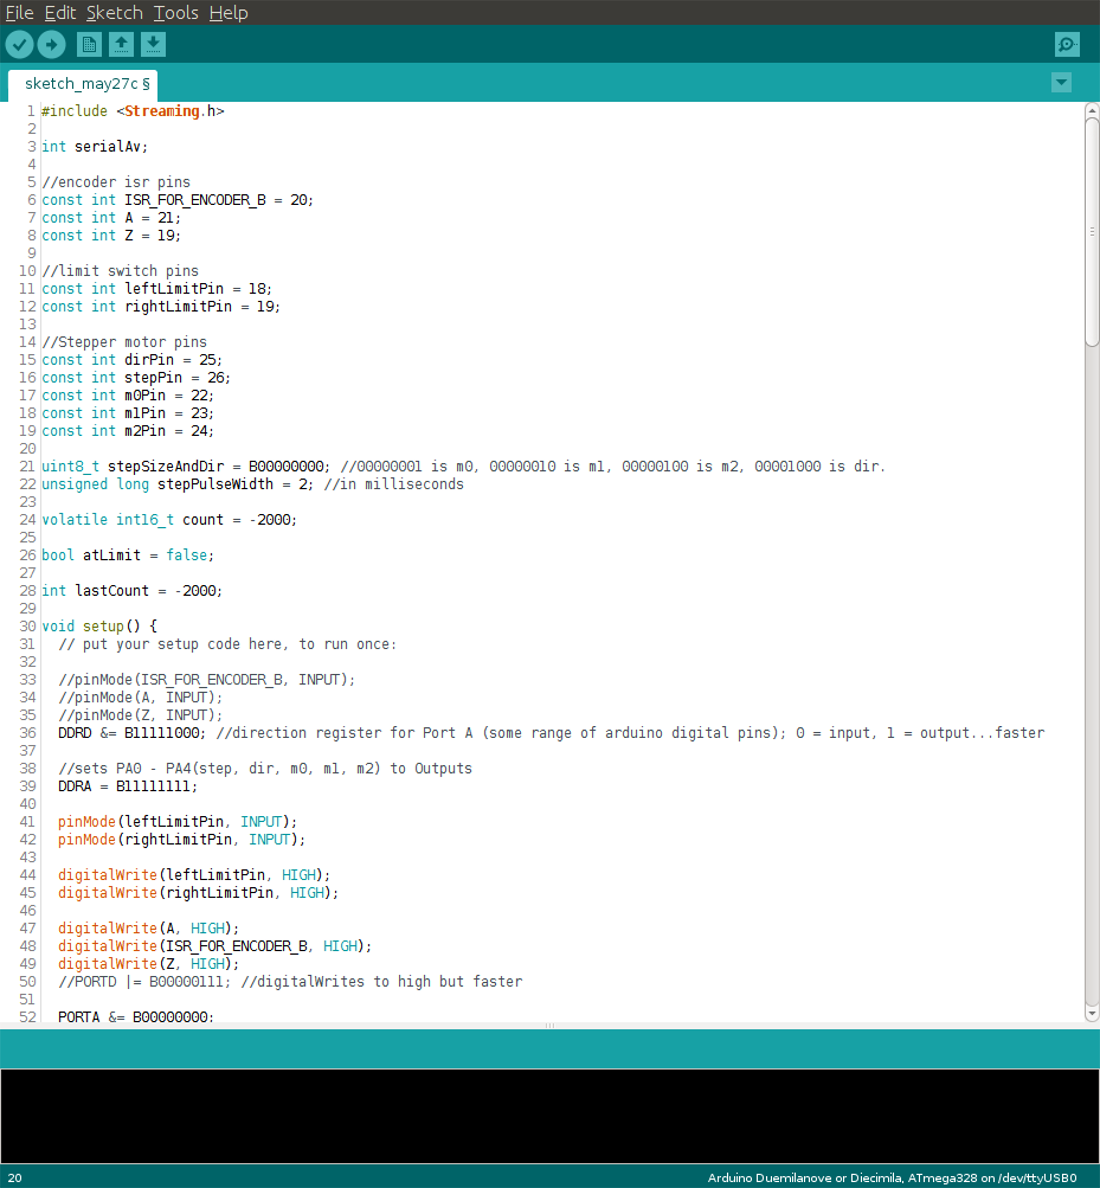 File Edit Sketch Tools Help
sketch_may27c §
1 #include <Streaming.h>
2
3 int serialAv;
4
5 //encoder isr pins
6 const int ISR_FOR_ENCODER_B = 20;
7 const int A = 21;
8 const int Z = 19;
9
10 //limit switch pins
11 const int leftLimitPin = 18;
12 const int rightLimitPin = 19;
13
14 //Stepper motor pins
15 const int dirPin = 25;
16 const int stepPin = 26;
17 const int m0Pin = 22;
18 const int m1Pin = 23;
19 const int m2Pin = 24;
20
21 uint8_t stepSizeAndDir = B00000000; //00000001 is m0, 00000010 is m1, 00000100 is m2, 00001000 is dir.
22 unsigned long stepPulseWidth = 2; //in milliseconds
23
24 volatile int16_t count = -2000;
25
26 bool atLimit = false;
27
28 int lastCount = -2000;
29
30 void setup() {
31   // put your setup code here, to run once:
32
33   //pinMode(ISR_FOR_ENCODER_B, INPUT);
34   //pinMode(A, INPUT);
35   //pinMode(Z, INPUT);
36   DDRD &= B11111000; //direction register for Port A (some range of arduino digital pins); 0 = input, 1 = output...faster
37
38   //sets PA0 - PA4(step, dir, m0, m1, m2) to Outputs
39   DDRA = B11111111;
40
41   pinMode(leftLimitPin, INPUT);
42   pinMode(rightLimitPin, INPUT);
43
44   digitalWrite(leftLimitPin, HIGH);
45   digitalWrite(rightLimitPin, HIGH);
46
47   digitalWrite(A, HIGH);
48   digitalWrite(ISR_FOR_ENCODER_B, HIGH);
49   digitalWrite(Z, HIGH);
50   //PORTD |= B00000111; //digitalWrites to high but faster
51
52   PORTA &= B00000000;
20
Arduino Duemilanove or Diecimila, ATmega328 on /dev/ttyUSB0